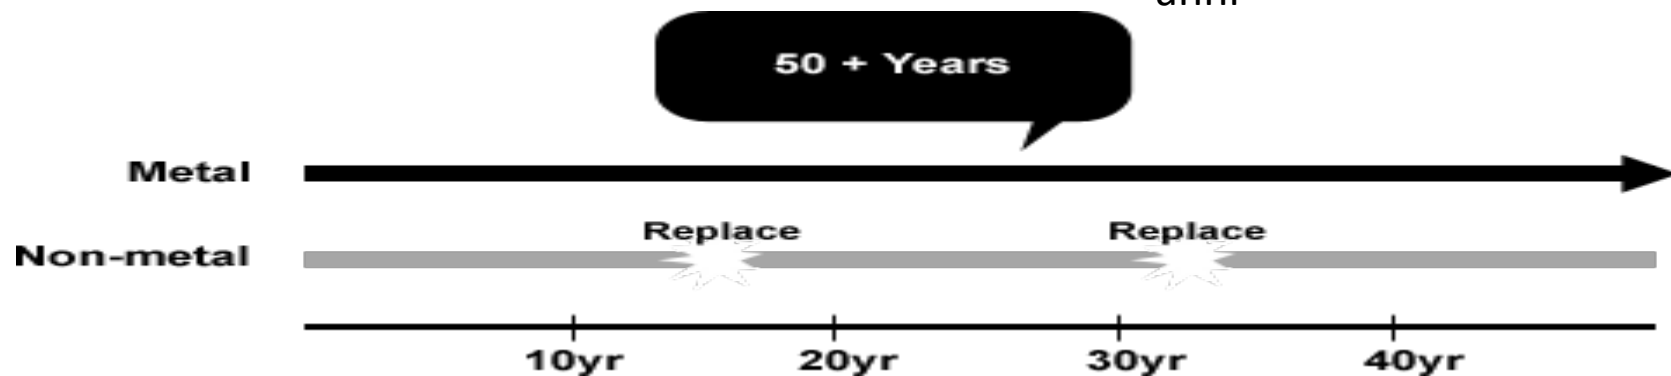 50 + Years
Metal
Replace Replace
Non-metal
10yr 20yr 30yr 40yr